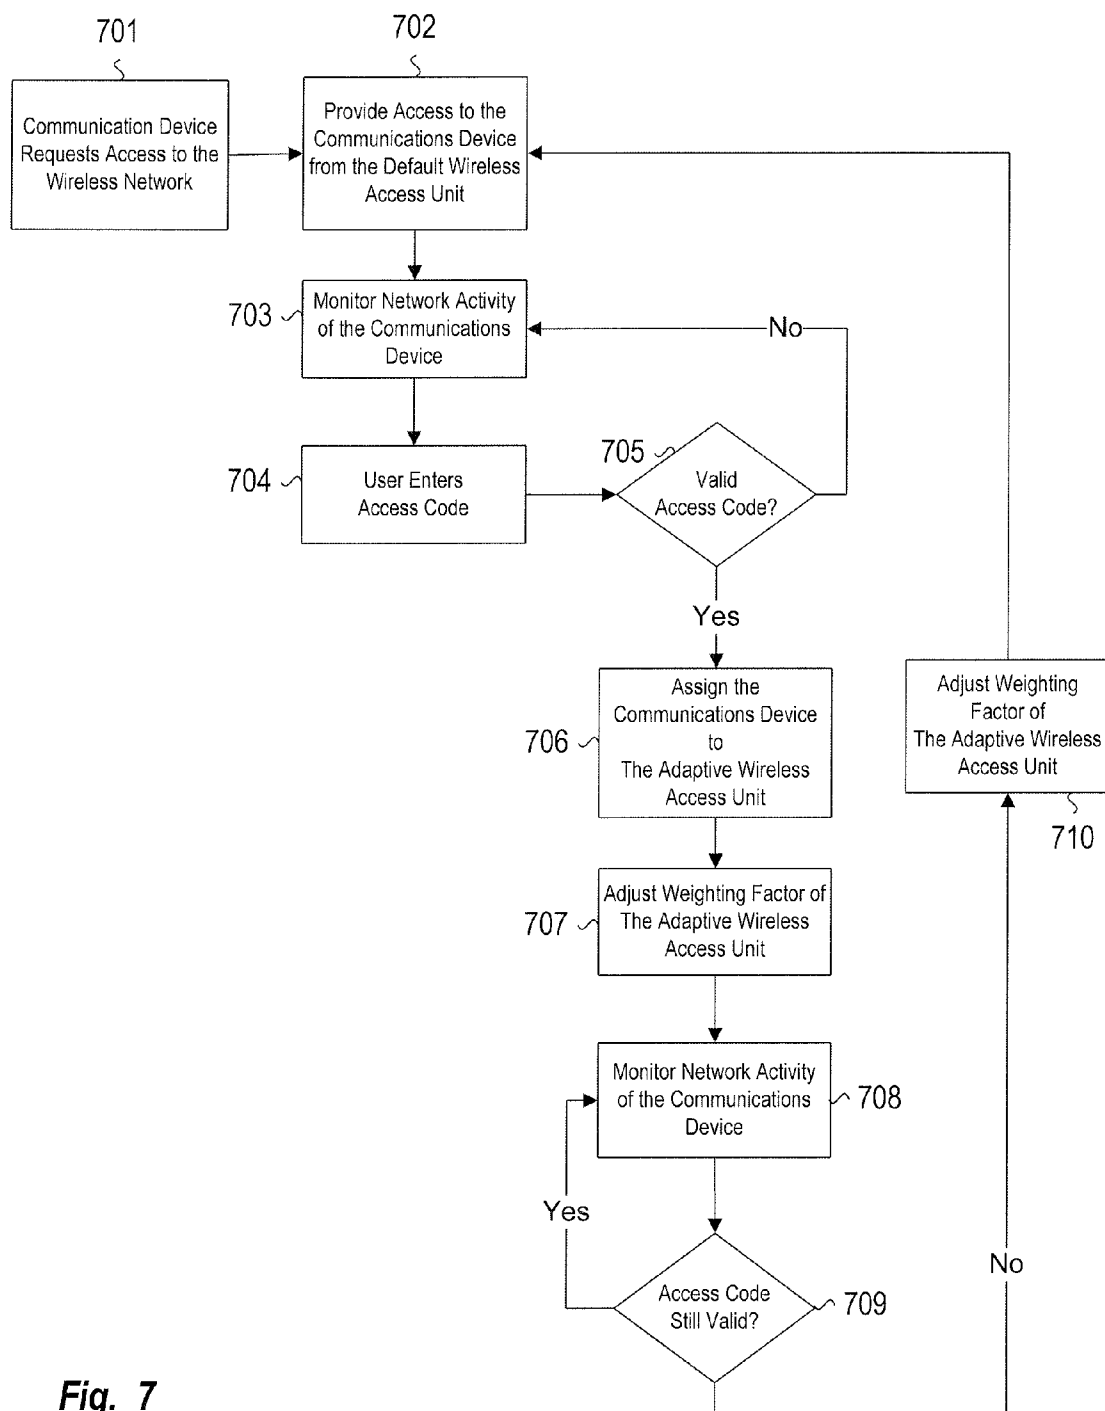 701
702
Communication Device
Requests Access to the
Wireless Network
Provide Access to the
Communications Device
from the Default Wireless
Access Unit
703
Monitor Network Activity
of the Communications
Device
No
704
User Enters
Access Code
705
Valid
Access Code?
Yes
706
Assign the
Communications Device
to
The Adaptive Wireless
Access Unit
Adjust Weighting
Factor of
The Adaptive Wireless
Access Unit
710
707
Adjust Weighting Factor of
The Adaptive Wireless
Access Unit
Monitor Network Activity
of the Communications
Device
708
Yes
No
Access Code
Still Valid?
709
Fig. 7